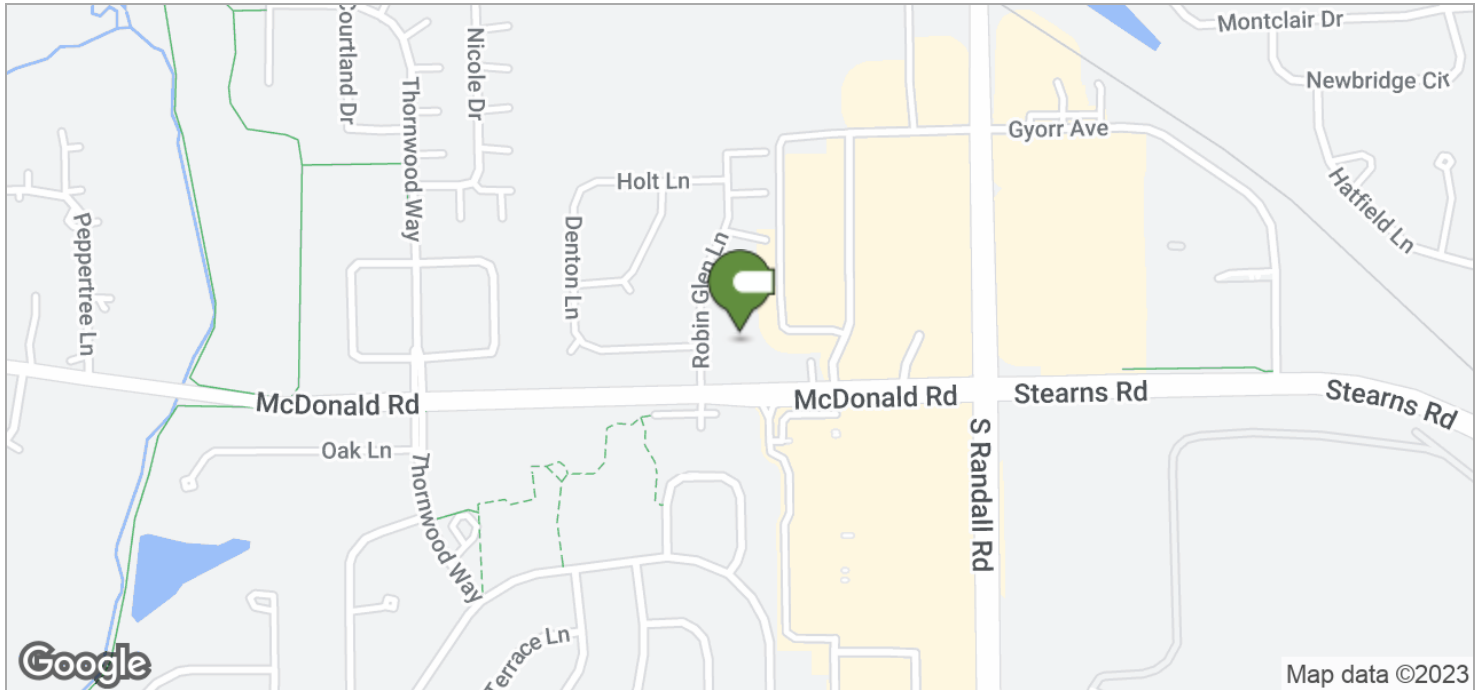 Montclair Dr
Courtland Dr
Nicole Dr
Thornwood Way
Newbridge Cir
Gyorr Ave
Holt Ln
Hatfield Ln
Peppertree Ln
Denton Ln
Robin Glen Ln
McDonald Rd
McDonald Rd
Stearns Rd
Stearns Rd
Oak Ln
S Randall Rd
Thornwood Way
Terrace Ln
Google
Map data ©2023